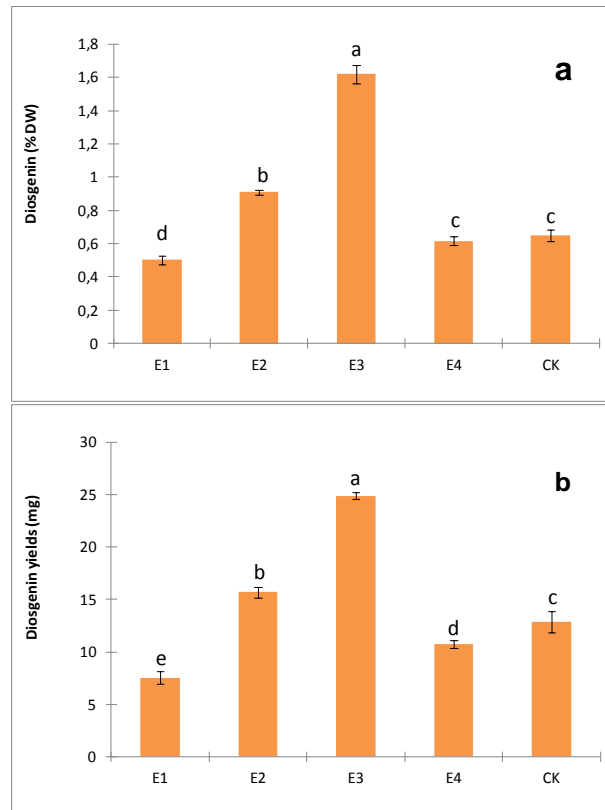 a
Diosgenin (%DW)
1,8
1,6
1,4
1,2
1
0,8
0,6
0,4
0,2
0
d
b
a
c
c
E1 E2 E3 E4 CK
b
Diosgenin yields (mg)
30
25
20
15
10
5
0
e
b
a
d
c
E1 E2 E3 E4 CK